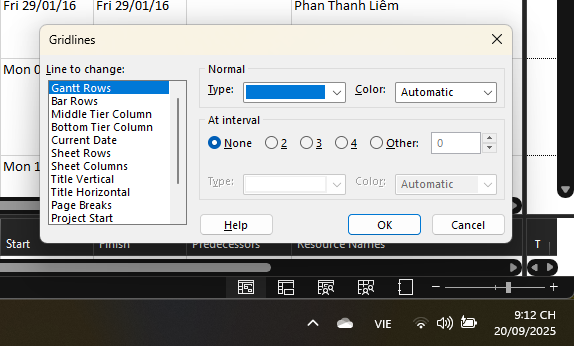 Fri 29/01/16 Fri 29/01/16 Phan Thanh Liêm
Gridlines
Mon 0
Mon 1
Line to change:
Gantt Rows
Bar Rows
Middle Tier Column
Bottom Tier Column
Current Date
Sheet Rows
Sheet Columns
Title Vertical
Title Horizontal
Page Breaks
Project Start
Normal
Type: Color: Automatic
At interval
None 2 3 4 Other: 0
Type: Color: Automatic
Help OK Cancel
Start Finish Predecessors Resource Names T
VIE
9:12 CH
20/09/2025